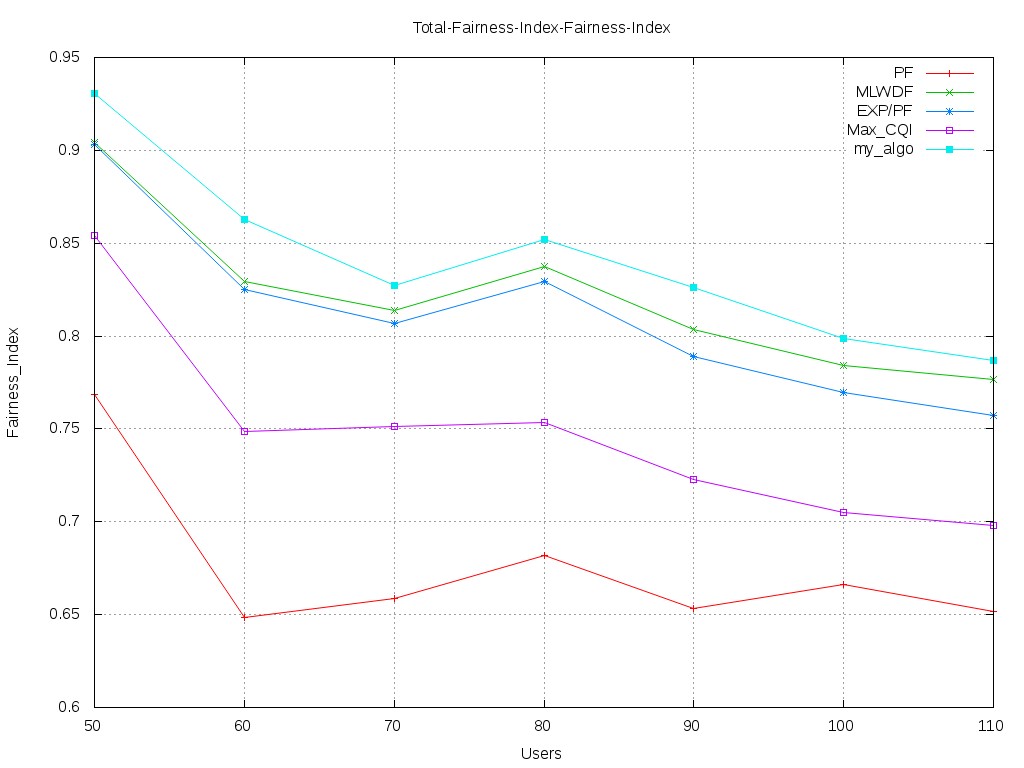 Total-Fairness-Index-Fairness-Index
0.95
0.9
0.85
0.8
0.75
0.7
0.65
0.6
Fairness_Index
PF
MLWDF
EXP/PF
Max_CQI
my_algo
50 60 70 80 90 100 110
Users